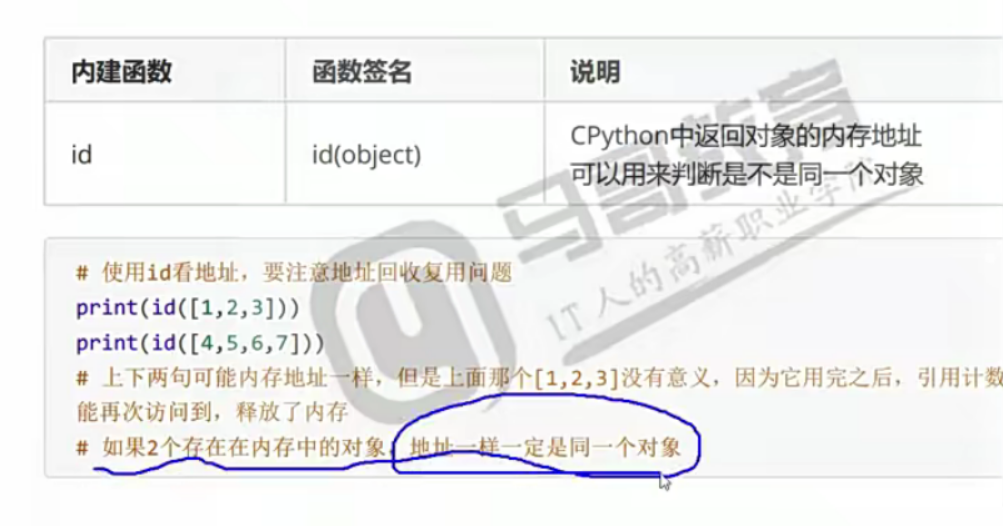 内建函数 函数签名 说明
id id(object) CPython中返回对象的内存地址
可以用来判断是不是同一个对象
马哥教育
IT人的高薪职业学院
# 使用id看地址，要注意地址回收复用问题
print(id([1,2,3]))
print(id([4,5,6,7]))
# 上下两句可能内存地址一样，但是上面那个[1,2,3]没有意义，因为它用完之后，引用计数
能再次访问到，释放了内存
# 如果2个存在在内存中的对象，地址一样一定是同一个对象